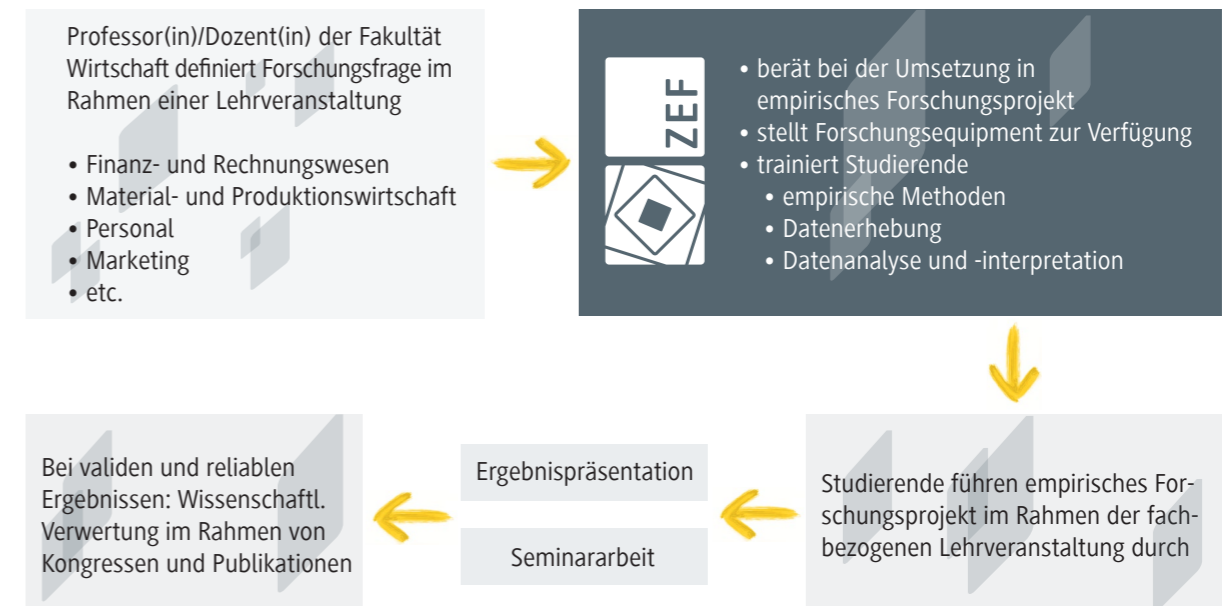 Professor(in)/Dozent(in) der Fakultät
Wirtschaft definiert Forschungsfrage im
Rahmen einer Lehrveranstaltung
• Finanz- und Rechnungswesen
• Material- und Produktionswirtschaft
• Personal
• Marketing
• etc.
ZEF
• berät bei der Umsetzung in
empirisches Forschungsprojekt
• stellt Forschungsequipment zur Verfügung
• trainiert Studierende
• empirische Methoden
• Datenerhebung
• Datenanalyse und -interpretation
Studierende führen empirisches For-
schungsprojekt im Rahmen der fach-
bezogenen Lehrveranstaltung durch
Ergebnispräsentation
Seminararbeit
Bei validen und reliablen
Ergebnissen: Wissenschaftl.
Verwertung im Rahmen von
Kongressen und Publikationen